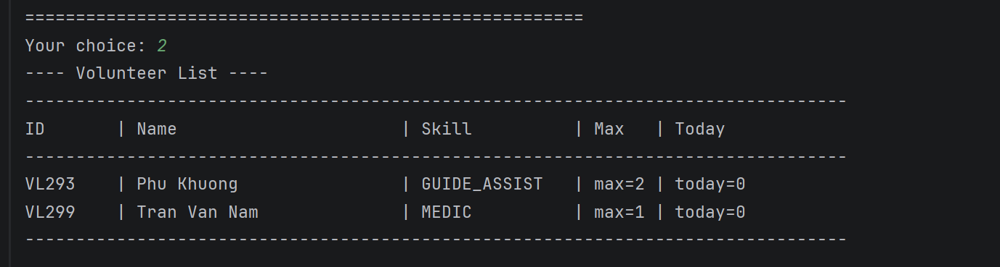 =======================================================
Your choice: 2
---- Volunteer List ----
---------------------------------------------------------------------------------
ID       | Name                      | Skill          | Max   | Today
---------------------------------------------------------------------------------
VL293    | Phu Khuong                | GUIDE_ASSIST   | max=2 | today=0
VL299    | Tran Van Nam              | MEDIC          | max=1 | today=0
---------------------------------------------------------------------------------